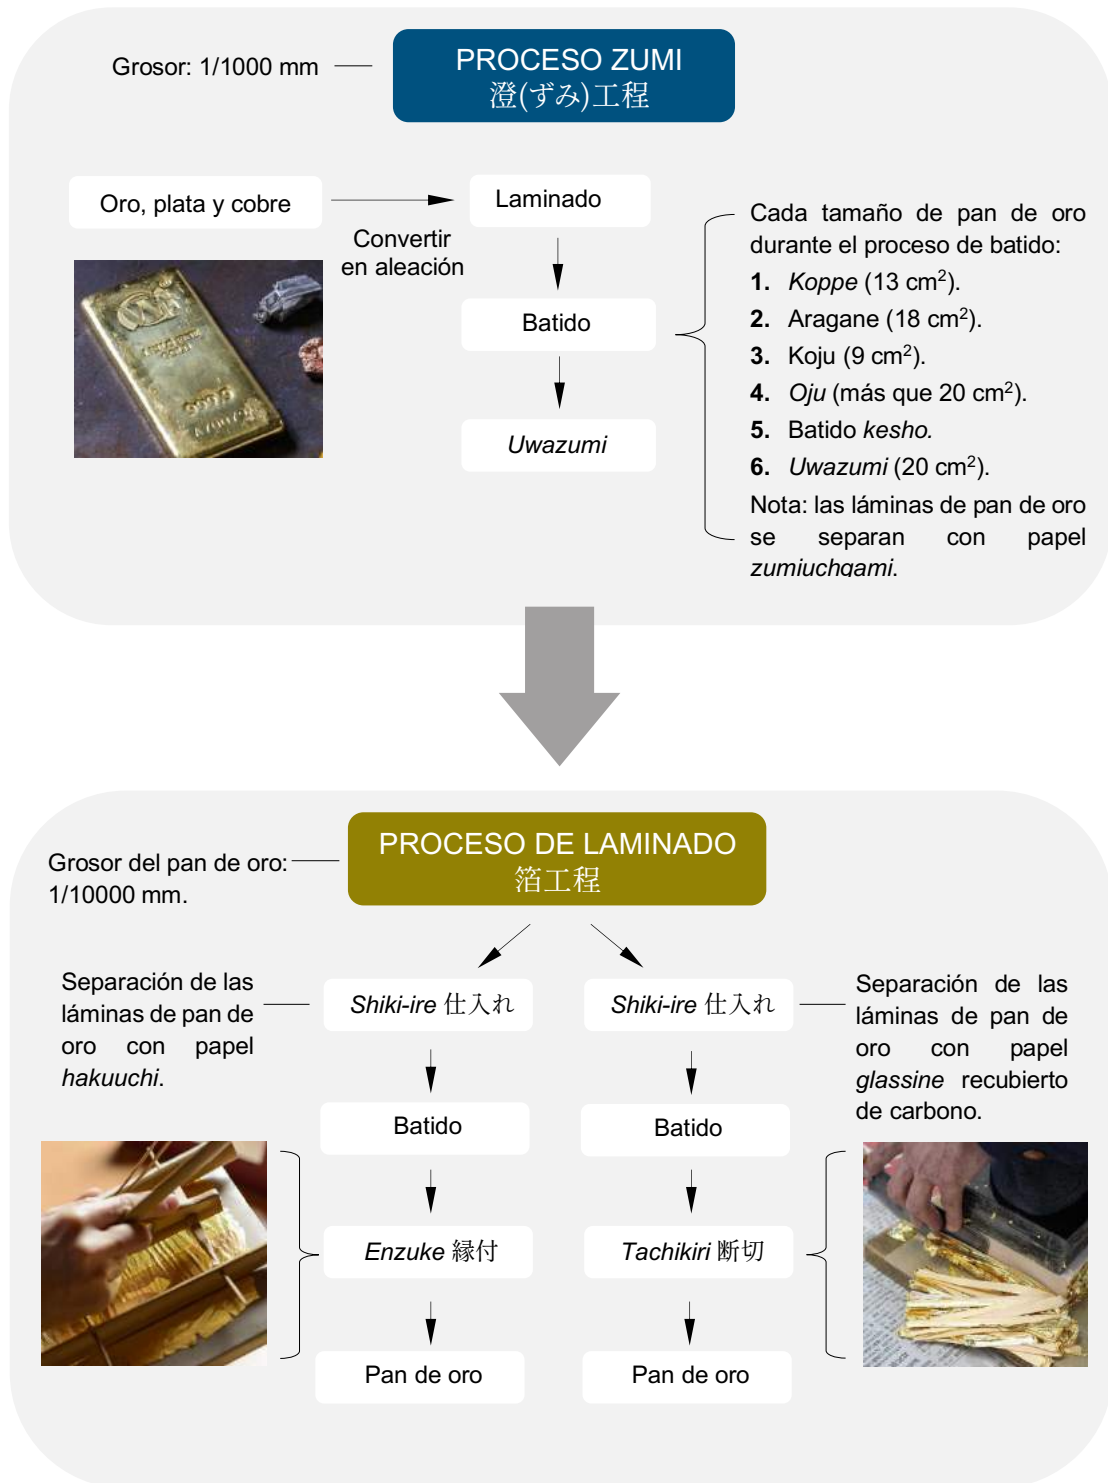 Grosor: 1/1000 mm
PROCESO ZUMI
澄(ずみ)工程
Oro, plata y cobre
Convertir
en aleación
Laminado
Batido
Uwazumi
Cada tamaño de pan de oro
durante el proceso de batido:
1. Koppe (13 cm²).
2. Aragane (18 cm²).
3. Koju (9 cm²).
4. Oju (más que 20 cm²).
5. Batido kesho.
6. Uwazumi (20 cm²).
Nota: las láminas de pan de oro
se separan con papel
zumiuchgami.
999.9
PROCESO DE LAMINADO
箔工程
Grosor del pan de oro:
1/10000 mm.
Separación de las
láminas de pan de
oro con papel
hakuuchi.
Shiki-ire 仕入れ
Batido
Enzuke 縁付
Pan de oro
Shiki-ire 仕入れ
Batido
Tachikiri 断切
Pan de oro
Separación de las
láminas de pan de
oro con papel
glassine recubierto
de carbono.